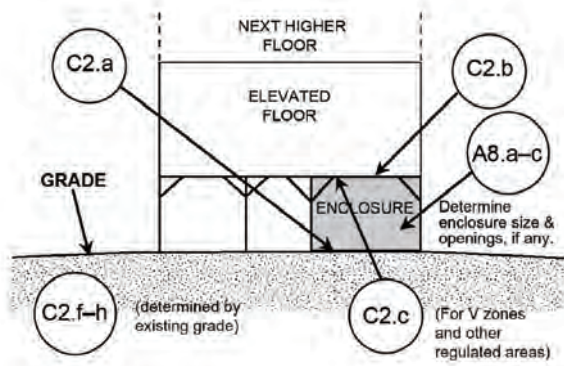 NEXT HIGHER
FLOOR
C2.a
C2.b
ELEVATED
FLOOR
A8.a–c
GRADE
ENCLOSURE
Determine
enclosure size &
openings, if any.
C2.f–h
(determined by
existing grade)
C2.c
(For V zones
and other
regulated areas)